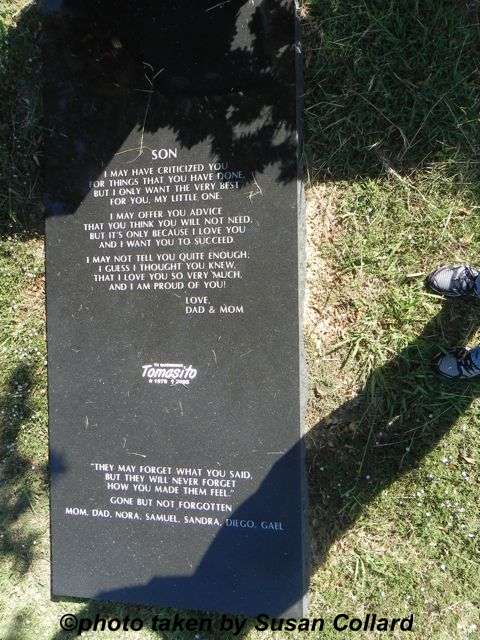 SON
I MAY HAVE CRITICIZED YOU
FOR THINGS THAT YOU HAVE DONE,
BUT I ONLY WANT THE VERY BEST
FOR YOU, MY LITTLE ONE.
I MAY OFFER YOU ADVICE
THAT YOU THINK YOU WILL NOT NEED,
BUT IT'S ONLY BECAUSE I LOVE YOU
AND I WANT YOU TO SUCCEED.
I MAY NOT TELL YOU QUITE ENOUGH;
I GUESS I THOUGHT YOU KNEW,
THAT I LOVE YOU SO VERY MUCH,
AND I AM PROUD OF YOU!
LOVE,
DAD & MOM
Tomasito
1978
"THEY MAY FORGET WHAT YOU SAID,
BUT THEY WILL NEVER FORGET
HOW YOU MADE THEM FEEL."
GONE BUT NOT FORGOTTEN
MOM, DAD, NORA, SAMUEL, SANDRA, DIEGO, GAEL
©photo taken by Susan Collard